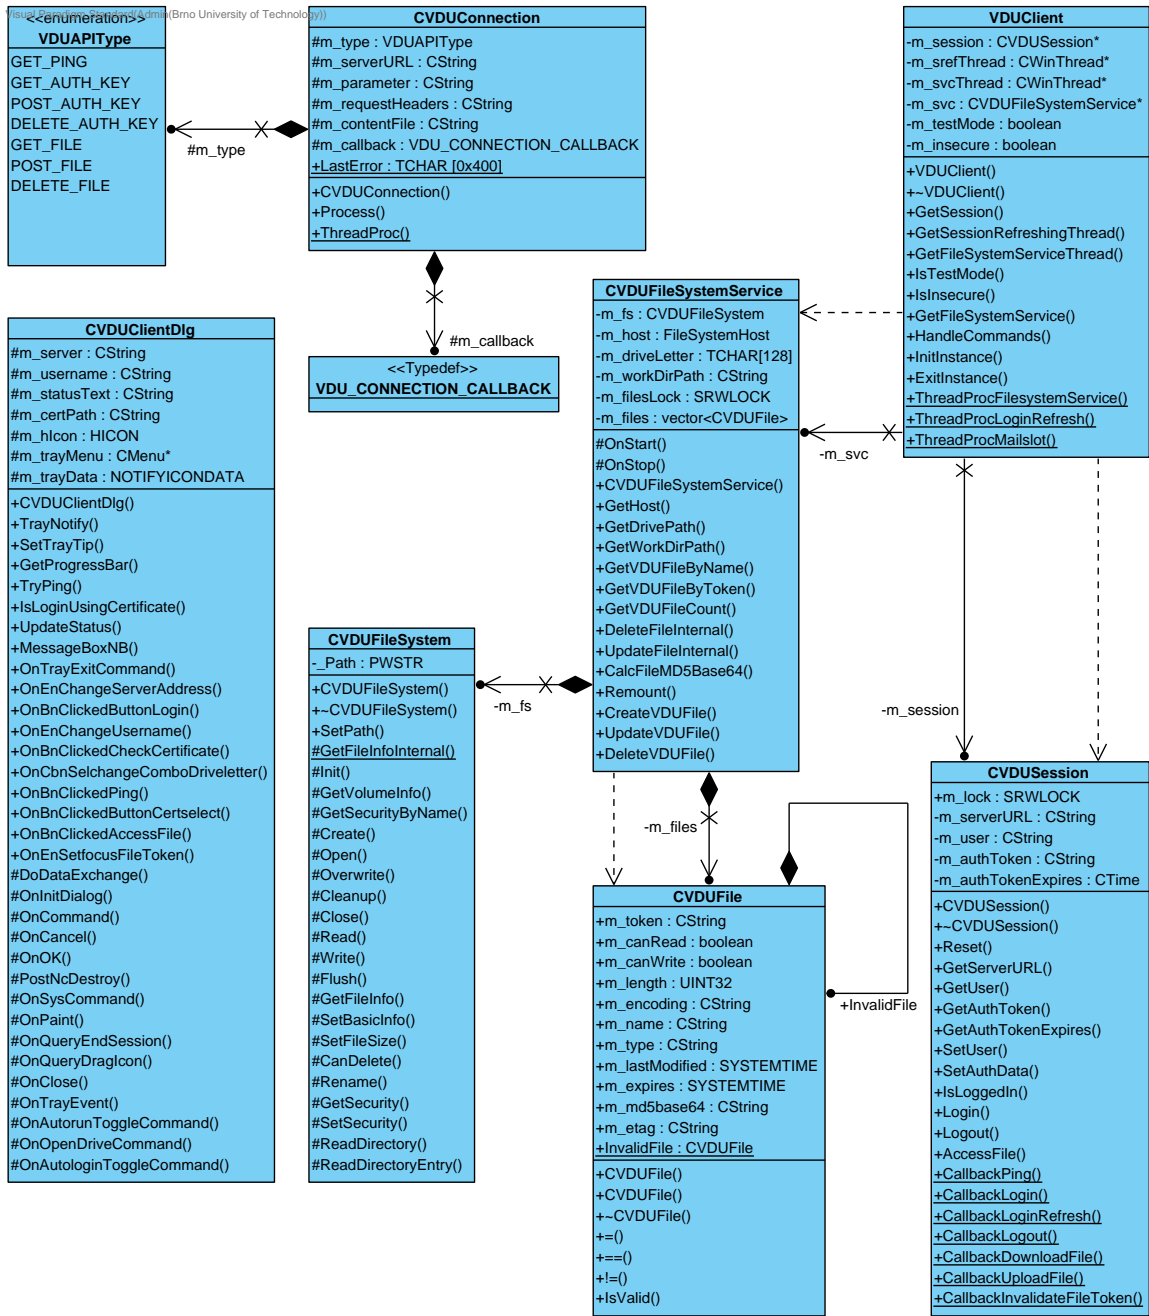 Visual Paradigm Standard(Admin(Brno University of Technology))
<<enumeration>>
VDUAPIType
GET_PING
GET_AUTH_KEY
POST_AUTH_KEY
DELETE_AUTH_KEY
GET_FILE
POST_FILE
DELETE_FILE
#m_type
CVDUConnection
#m_type : VDUAPIType
#m_serverURL : CString
#m_parameter : CString
#m_requestHeaders : CString
#m_contentFile : CString
#m_callback : VDU_CONNECTION_CALLBACK
+LastError : TCHAR [0x400]
+CVDUConnection()
+Process()
+ThreadProc()
#m_callback
<<Typedef>>
VDU_CONNECTION_CALLBACK
VDUClient
-m_session : CVDUSession*
-m_srefThread : CWinThread*
-m_svcThread : CWinThread*
-m_svc : CVDUFileSystemService*
-m_testMode : boolean
-m_insecure : boolean
+VDUClient()
+~VDUClient()
+GetSession()
+GetSessionRefreshingThread()
+GetFileSystemServiceThread()
+IsTestMode()
+IsInsecure()
+GetFileSystemService()
+HandleCommands()
+InitInstance()
+ExitInstance()
+ThreadProcFilesystemService()
+ThreadProcLoginRefresh()
+ThreadProcMailslot()
-m_svc
-m_session
CVDUFileSystemService
-m_fs : CVDUFileSystem
-m_host : FileSystemHost
-m_driveLetter : TCHAR[128]
-m_workDirPath : CString
-m_filesLock : SRWLOCK
-m_files : vector<CVDUFile>
#OnStart()
#OnStop()
+CVDUFileSystemService()
+GetHost()
+GetDrivePath()
+GetWorkDirPath()
+GetVDUFileByName()
+GetVDUFileByToken()
+GetVDUFileCount()
+DeleteFileInternal()
+UpdateFileInternal()
+CalcFileMD5Base64()
+Remount()
+CreateVDUFile()
+UpdateVDUFile()
+DeleteVDUFile()
-m_fs
-m_files
CVDUClientDlg
#m_server : CString
#m_username : CString
#m_statusText : CString
#m_certPath : CString
#m_hIcon : HICON
#m_trayMenu : CMenu*
#m_trayData : NOTIFYICONDATA
+CVDUClientDlg()
+TrayNotify()
+SetTrayTip()
+GetProgressBar()
+TryPing()
+IsLoginUsingCertificate()
+UpdateStatus()
+MessageBoxNB()
+OnTrayExitCommand()
+OnEnChangeServerAddress()
+OnBnClickedButtonLogin()
+OnEnChangeUsername()
+OnBnClickedCheckCertificate()
+OnCbnSelchangeComboDriveletter()
+OnBnClickedPing()
+OnBnClickedButtonCertselect()
+OnBnClickedAccessFile()
+OnEnSetfocusFileToken()
#DoDataExchange()
#OnInitDialog()
#OnCommand()
#OnCancel()
#OnOK()
#PostNcDestroy()
#OnSysCommand()
#OnPaint()
#OnQueryEndSession()
#OnQueryDragIcon()
#OnClose()
#OnTrayEvent()
#OnAutorunToggleCommand()
#OnOpenDriveCommand()
#OnAutologinToggleCommand()
CVDUFileSystem
-_Path : PWSTR
+CVDUFileSystem()
+~CVDUFileSystem()
+SetPath()
#GetFileInfoInternal()
#Init()
#GetVolumeInfo()
#GetSecurityByName()
#Create()
#Open()
#Overwrite()
#Cleanup()
#Close()
#Read()
#Write()
#Flush()
#GetFileInfo()
#SetBasicInfo()
#SetFileSize()
#CanDelete()
#Rename()
#GetSecurity()
#SetSecurity()
#ReadDirectory()
#ReadDirectoryEntry()
CVDUFile
+m_token : CString
+m_canRead : boolean
+m_canWrite : boolean
+m_length : UINT32
+m_encoding : CString
+m_name : CString
+m_type : CString
+m_lastModified : SYSTEMTIME
+m_expires : SYSTEMTIME
+m_md5base64 : CString
+m_etag : CString
+InvalidFile : CVDUFile
+CVDUFile()
+CVDUFile()
+~CVDUFile()
+=()
+==()
+!=()
+IsValid()
+InvalidFile
CVDUSession
+m_lock : SRWLOCK
-m_serverURL : CString
-m_user : CString
-m_authToken : CString
-m_authTokenExpires : CTime
+CVDUSession()
+~CVDUSession()
+Reset()
+GetServerURL()
+GetUser()
+GetAuthToken()
+GetAuthTokenExpires()
+SetUser()
+SetAuthData()
+IsLoggedIn()
+Login()
+Logout()
+AccessFile()
+CallbackPing()
+CallbackLogin()
+CallbackLoginRefresh()
+CallbackLogout()
+CallbackDownloadFile()
+CallbackUploadFile()
+CallbackInvalidateFileToken()